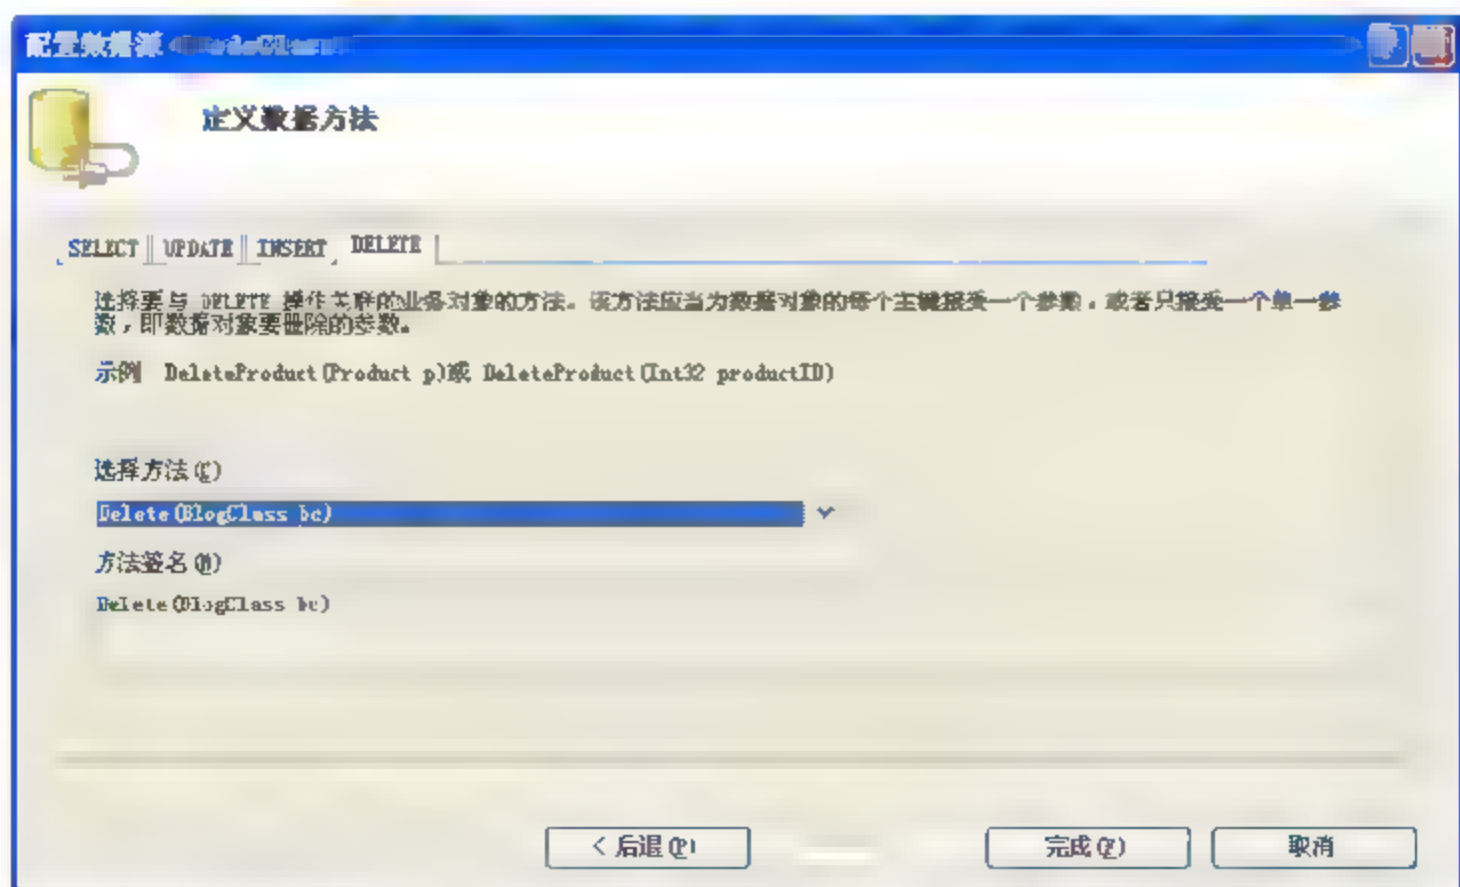 配置数据源
定义数据方法
SELECT UPDATE INSERT DELETE
选择要与 DELETE 操作关联的业务对象的方法。该方法应当为数据对象的每个主键接受一个参数，或者只接受一个单一参
数，即数据对象要删除的参数。
示例 DeleteProduct(Product p)或 DeleteProduct(Int32 productID)
选择方法(C)
Delete(BlogClass bc)
方法签名(M)
Delete(BlogClass bc)
< 后退(P) 完成(F) 取消